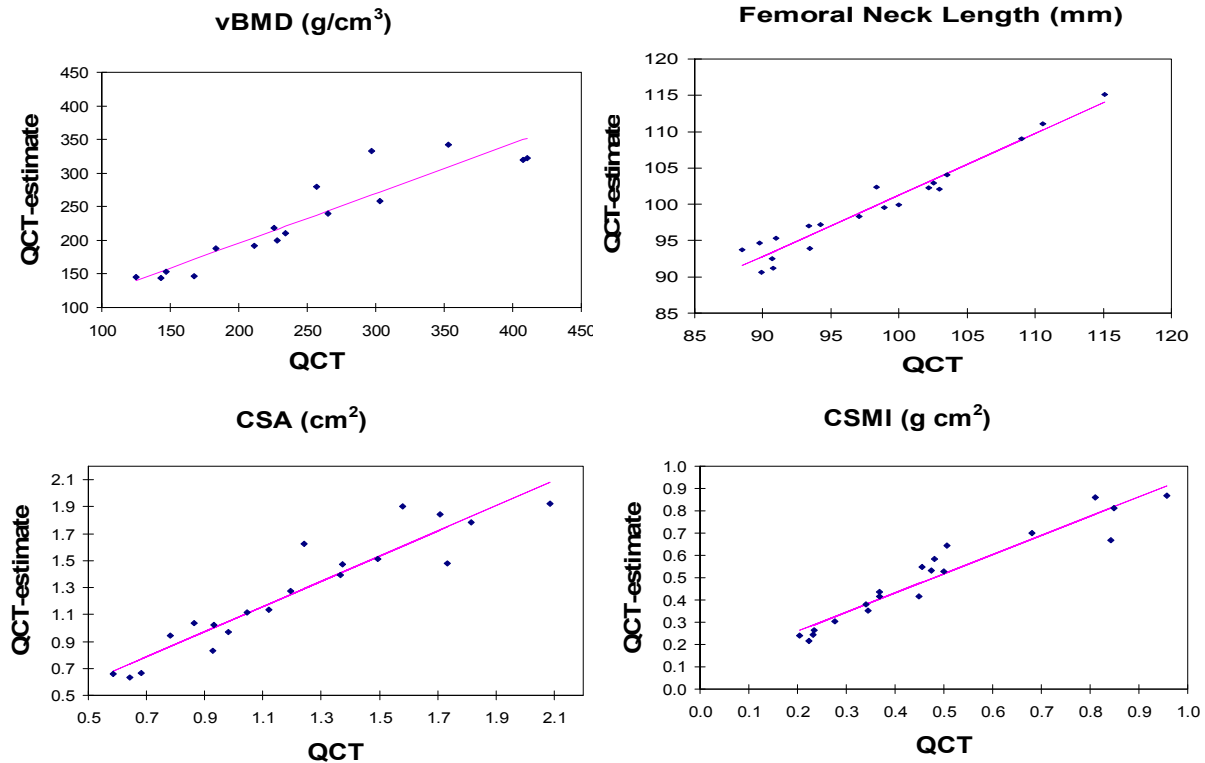 vBMD (g/cm³)
QCT-estimate
450
400
350
300
250
200
150
100
100 150 200 250 300 350 400 450
QCT
Femoral Neck Length (mm)
QCT-estimate
120
115
110
105
100
95
90
85
85 90 95 100 105 110 115 120
QCT
CSA (cm²)
QCT-estimate
2.1
1.9
1.7
1.5
1.3
1.1
0.9
0.7
0.5
0.5 0.7 0.9 1.1 1.3 1.5 1.7 1.9 2.1
QCT
CSMI (g cm²)
QCT-estimate
1.0
0.9
0.8
0.7
0.6
0.5
0.4
0.3
0.2
0.1
0.0
0.0 0.1 0.2 0.3 0.4 0.5 0.6 0.7 0.8 0.9 1.0
QCT